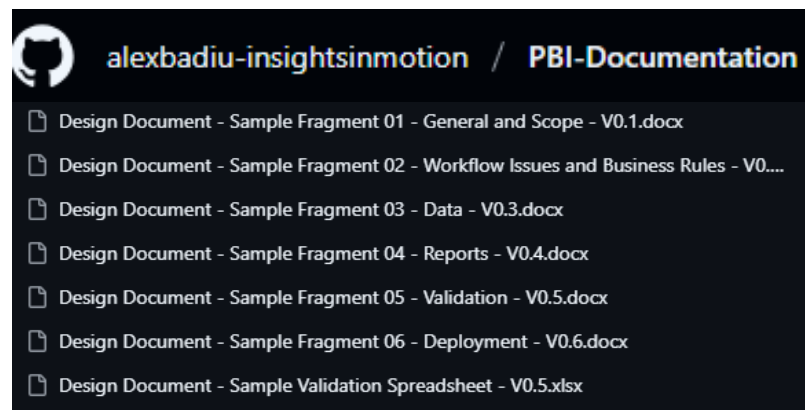 alexbadiu-insightsinmotion / PBI-Documentation
Design Document - Sample Fragment 01 - General and Scope - V0.1.docx
Design Document - Sample Fragment 02 - Workflow Issues and Business Rules - V0....
Design Document - Sample Fragment 03 - Data - V0.3.docx
Design Document - Sample Fragment 04 - Reports - V0.4.docx
Design Document - Sample Fragment 05 - Validation - V0.5.docx
Design Document - Sample Fragment 06 - Deployment - V0.6.docx
Design Document - Sample Validation Spreadsheet - V0.5.xlsx